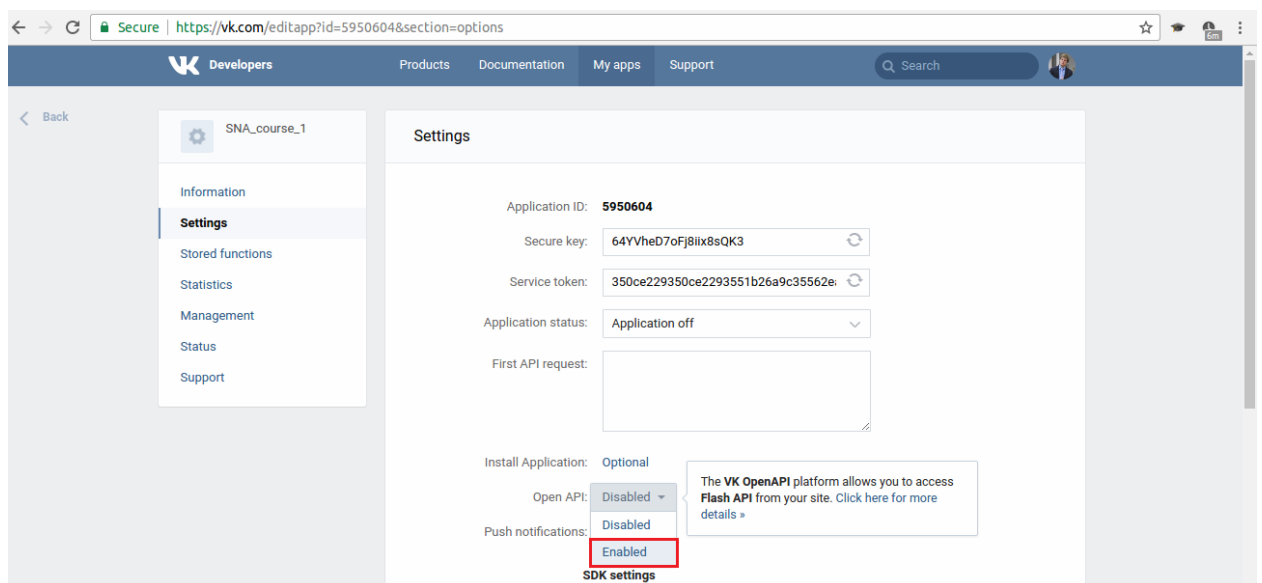 Secure | https://vk.com/editapp?id=5950604&section=options
6m
Developers
Products Documentation My apps Support
Search
Back
SNA_course_1
Information
Settings
Stored functions
Statistics
Management
Status
Support
Settings
Application ID: 5950604
Secure key: 64YVheD7oFj8iix8sQK3
Service token: 350ce229350ce2293551b26a9c35562e
Application status: Application off
First API request:
Install Application: Optional
Open API: Disabled
Disabled
Enabled
The VK OpenAPI platform allows you to access
Flash API from your site. Click here for more
details »
Push notifications:
SDK settings